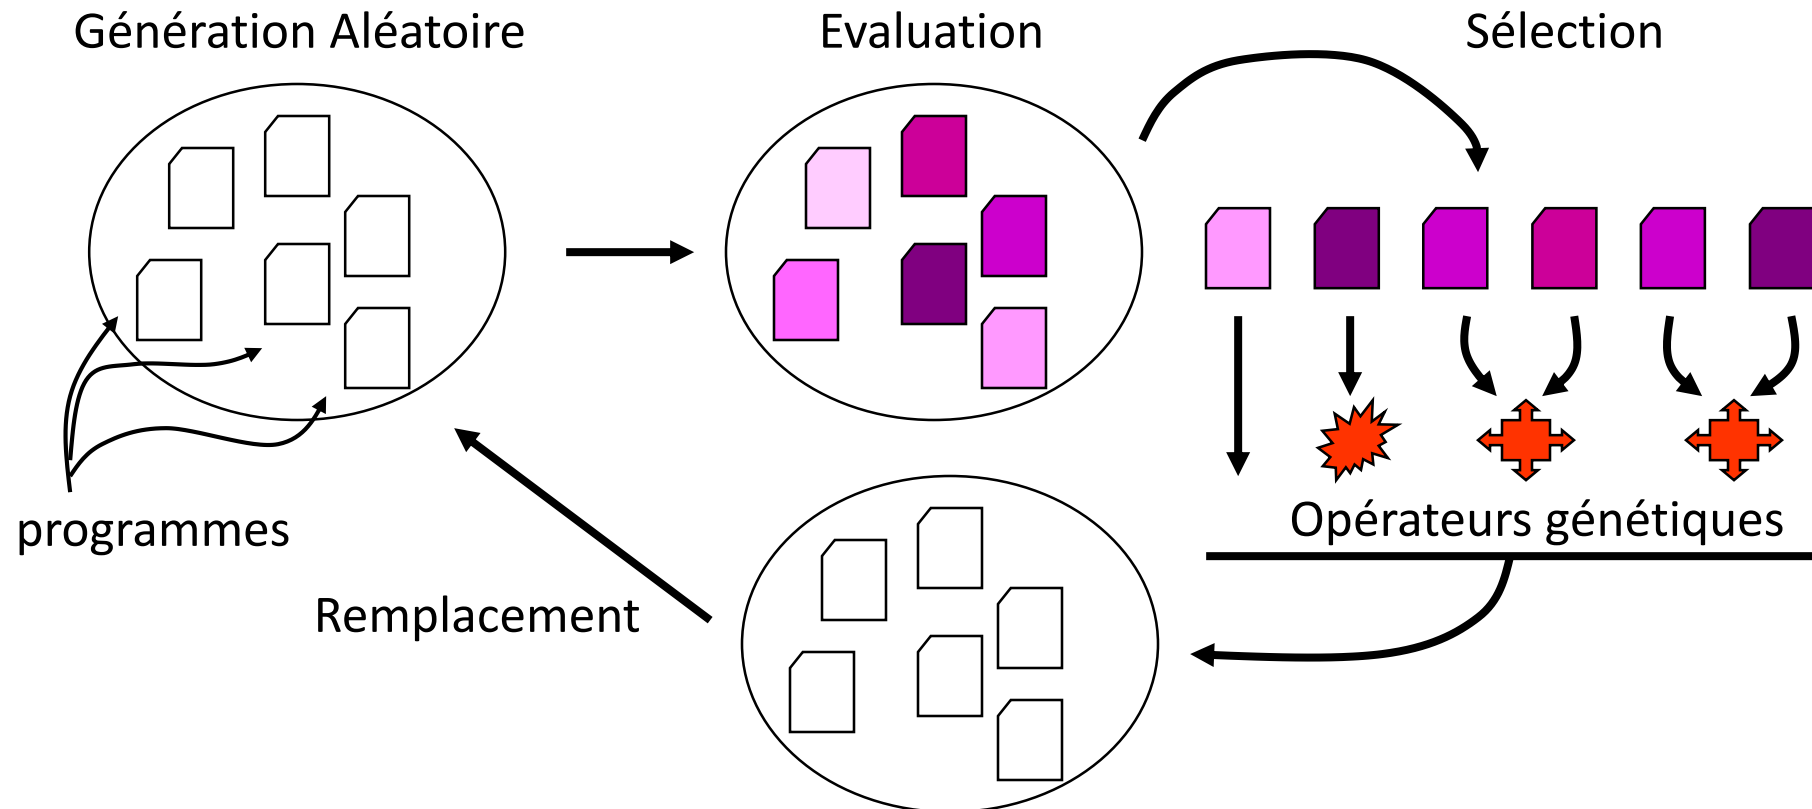 Génération Aléatoire
Evaluation
Sélection
programmes
Opérateurs génétiques
Remplacement